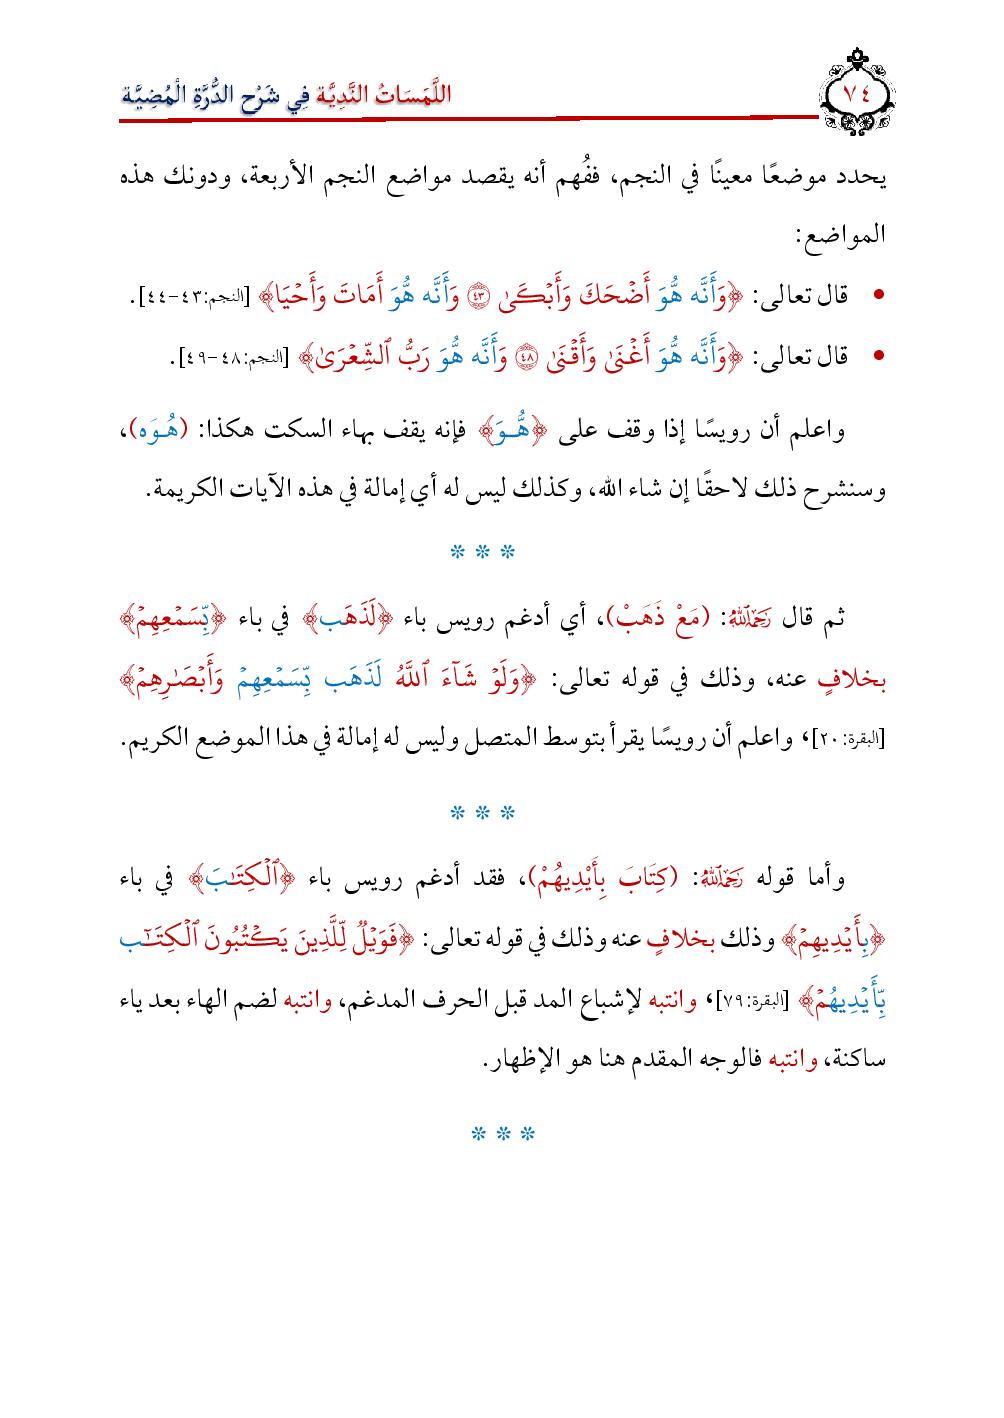 اللَّمَسَاتُ النَّدِيَّة فِي شَرْحِ الدُّرَّةِ الْمُضِيَّة
٧٤
يحدد موضعًا معينًا في النجم، ففُهم أنه يقصد مواضع النجم الأربعة، ودونك هذه
المواضع:
• قال تعالى: ﴿وَأَنَّه هُّوَ أَضْحَكَ وَأَبْكَىٰ ٤٣ وَأَنَّه هُّوَ أَمَاتَ وَأَحْيَا﴾ [النجم:٤٣-٤٤].
• قال تعالى: ﴿وَأَنَّه هُّوَ أَغْنَىٰ وَأَقْنَىٰ ٤٨ وَأَنَّه هُّوَ رَبُّ ٱلشِّعْرَىٰ﴾ [النجم:٤٨-٤٩].
واعلم أن رويسًا إذا وقف على ﴿هُّـوَ﴾ فإنه يقف بهاء السكت هكذا: (هُـوَه)،
وسنشرح ذلك لاحقًا إن شاء الله، وكذلك ليس له أي إمالة في هذه الآيات الكريمة.
* * *
ثم قال رَحِمَهُ ٱللَّهُ: (مَعْ ذَهَبْ)، أي أدغم رويس باء ﴿لَذَهَب﴾ في باء ﴿بِّسَمْعِهِمْ﴾
بخلافٍ عنه، وذلك في قوله تعالى: ﴿وَلَوْ شَآءَ ٱللَّهُ لَذَهَب بِّسَمْعِهِمْ وَأَبْصَـٰرِهِمْ﴾
[البقرة:٢٠]، واعلم أن رويسًا يقرأ بتوسط المتصل وليس له إمالة في هذا الموضع الكريم.
* * *
وأما قوله رَحِمَهُ ٱللَّهُ: (كِتَابَ بِأَيْدِيهُمْ)، فقد أدغم رويس باء ﴿ٱلْكِتَـٰبَ﴾ في باء
﴿بِأَيْدِيهِمْ﴾ وذلك بخلافٍ عنه وذلك في قوله تعالى: ﴿فَوَيْلٌ لِّلَّذِينَ يَكْتُبُونَ ٱلْكِتَـٰٓب
بِّأَيْدِيهُمْ﴾ [البقرة:٧٩]، وانتبه لإشباع المد قبل الحرف المدغم، وانتبه لضم الهاء بعد ياء
ساكنة، وانتبه فالوجه المقدم هنا هو الإظهار.
* * *